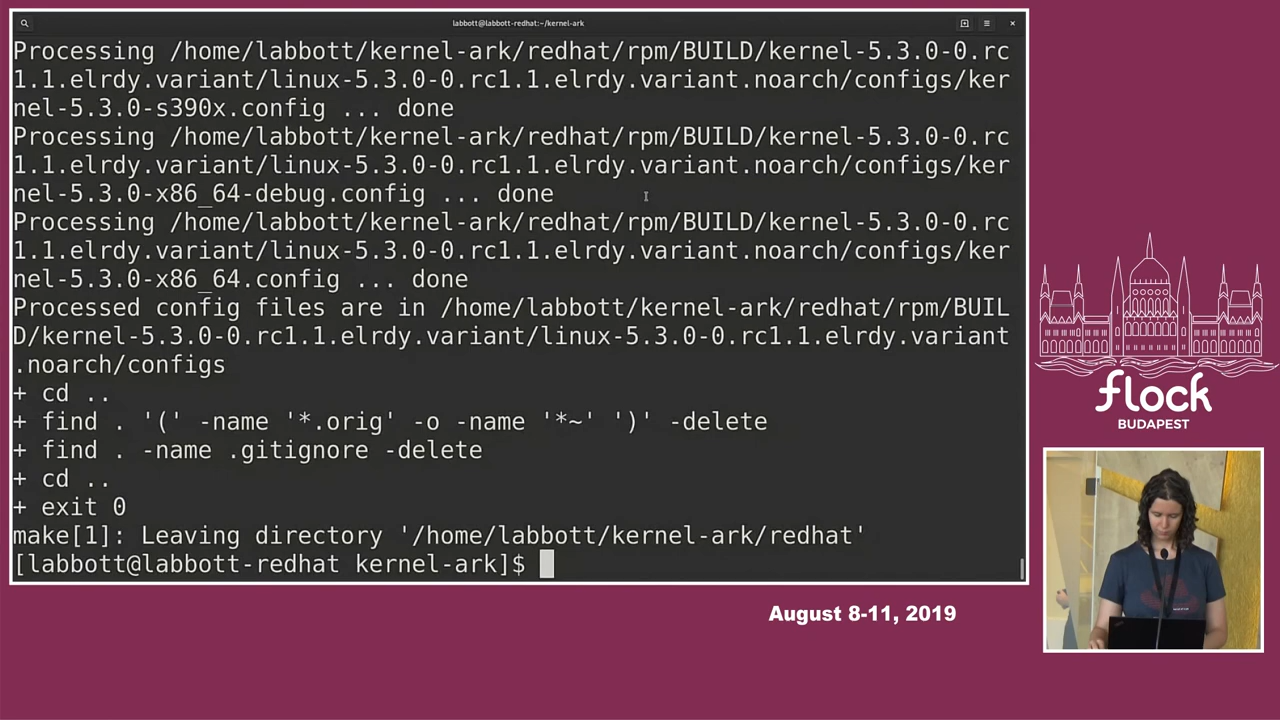 labbott@labbott-redhat:~/kernel-ark
Processing /home/labbott/kernel-ark/redhat/rpm/BUILD/kernel-5.3.0-0.rc
1.1.elrdy.variant/linux-5.3.0-0.rc1.1.elrdy.variant.noarch/configs/ker
nel-5.3.0-s390x.config ... done
Processing /home/labbott/kernel-ark/redhat/rpm/BUILD/kernel-5.3.0-0.rc
1.1.elrdy.variant/linux-5.3.0-0.rc1.1.elrdy.variant.noarch/configs/ker
nel-5.3.0-x86_64-debug.config ... done
Processing /home/labbott/kernel-ark/redhat/rpm/BUILD/kernel-5.3.0-0.rc
1.1.elrdy.variant/linux-5.3.0-0.rc1.1.elrdy.variant.noarch/configs/ker
nel-5.3.0-x86_64.config ... done
Processed config files are in /home/labbott/kernel-ark/redhat/rpm/BUIL
D/kernel-5.3.0-0.rc1.1.elrdy.variant/linux-5.3.0-0.rc1.1.elrdy.variant
.noarch/configs
+ cd ..
+ find . '(' -name '*.orig' -o -name '*~' ')' -delete
+ find . -name .gitignore -delete
+ cd ..
+ exit 0
make[1]: Leaving directory '/home/labbott/kernel-ark/redhat'
[labbott@labbott-redhat kernel-ark]$
flock
BUDAPEST
August 8-11, 2019